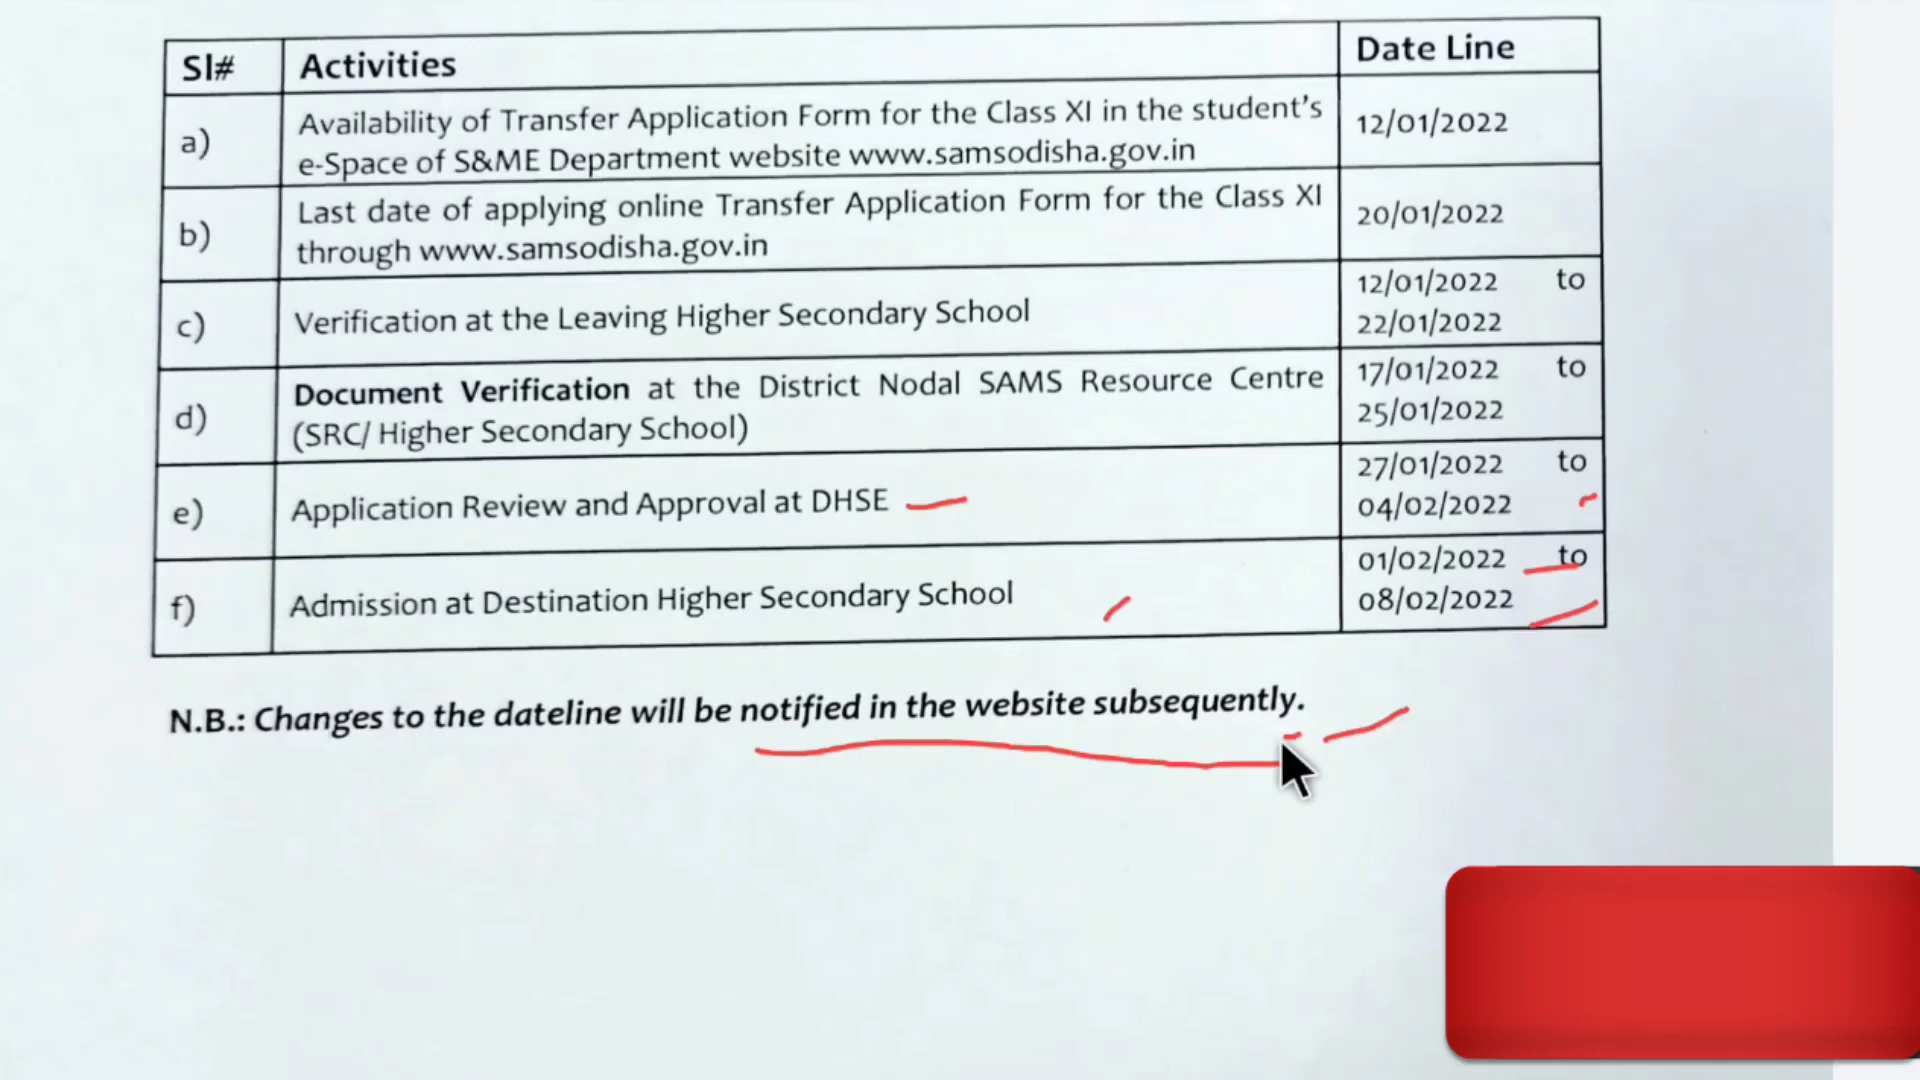 Sl# Activities Date Line
a) Availability of Transfer Application Form for the Class XI in the student's 12/01/2022
e-Space of S&ME Department website www.samsodisha.gov.in
b) Last date of applying online Transfer Application Form for the Class XI 20/01/2022
through www.samsodisha.gov.in
c) Verification at the Leaving Higher Secondary School 12/01/2022 to
22/01/2022
d) Document Verification at the District Nodal SAMS Resource Centre 17/01/2022 to
(SRC/ Higher Secondary School) 25/01/2022
e) Application Review and Approval at DHSE 27/01/2022 to
04/02/2022
f) Admission at Destination Higher Secondary School 01/02/2022 to
08/02/2022
N.B.: Changes to the dateline will be notified in the website subsequently.